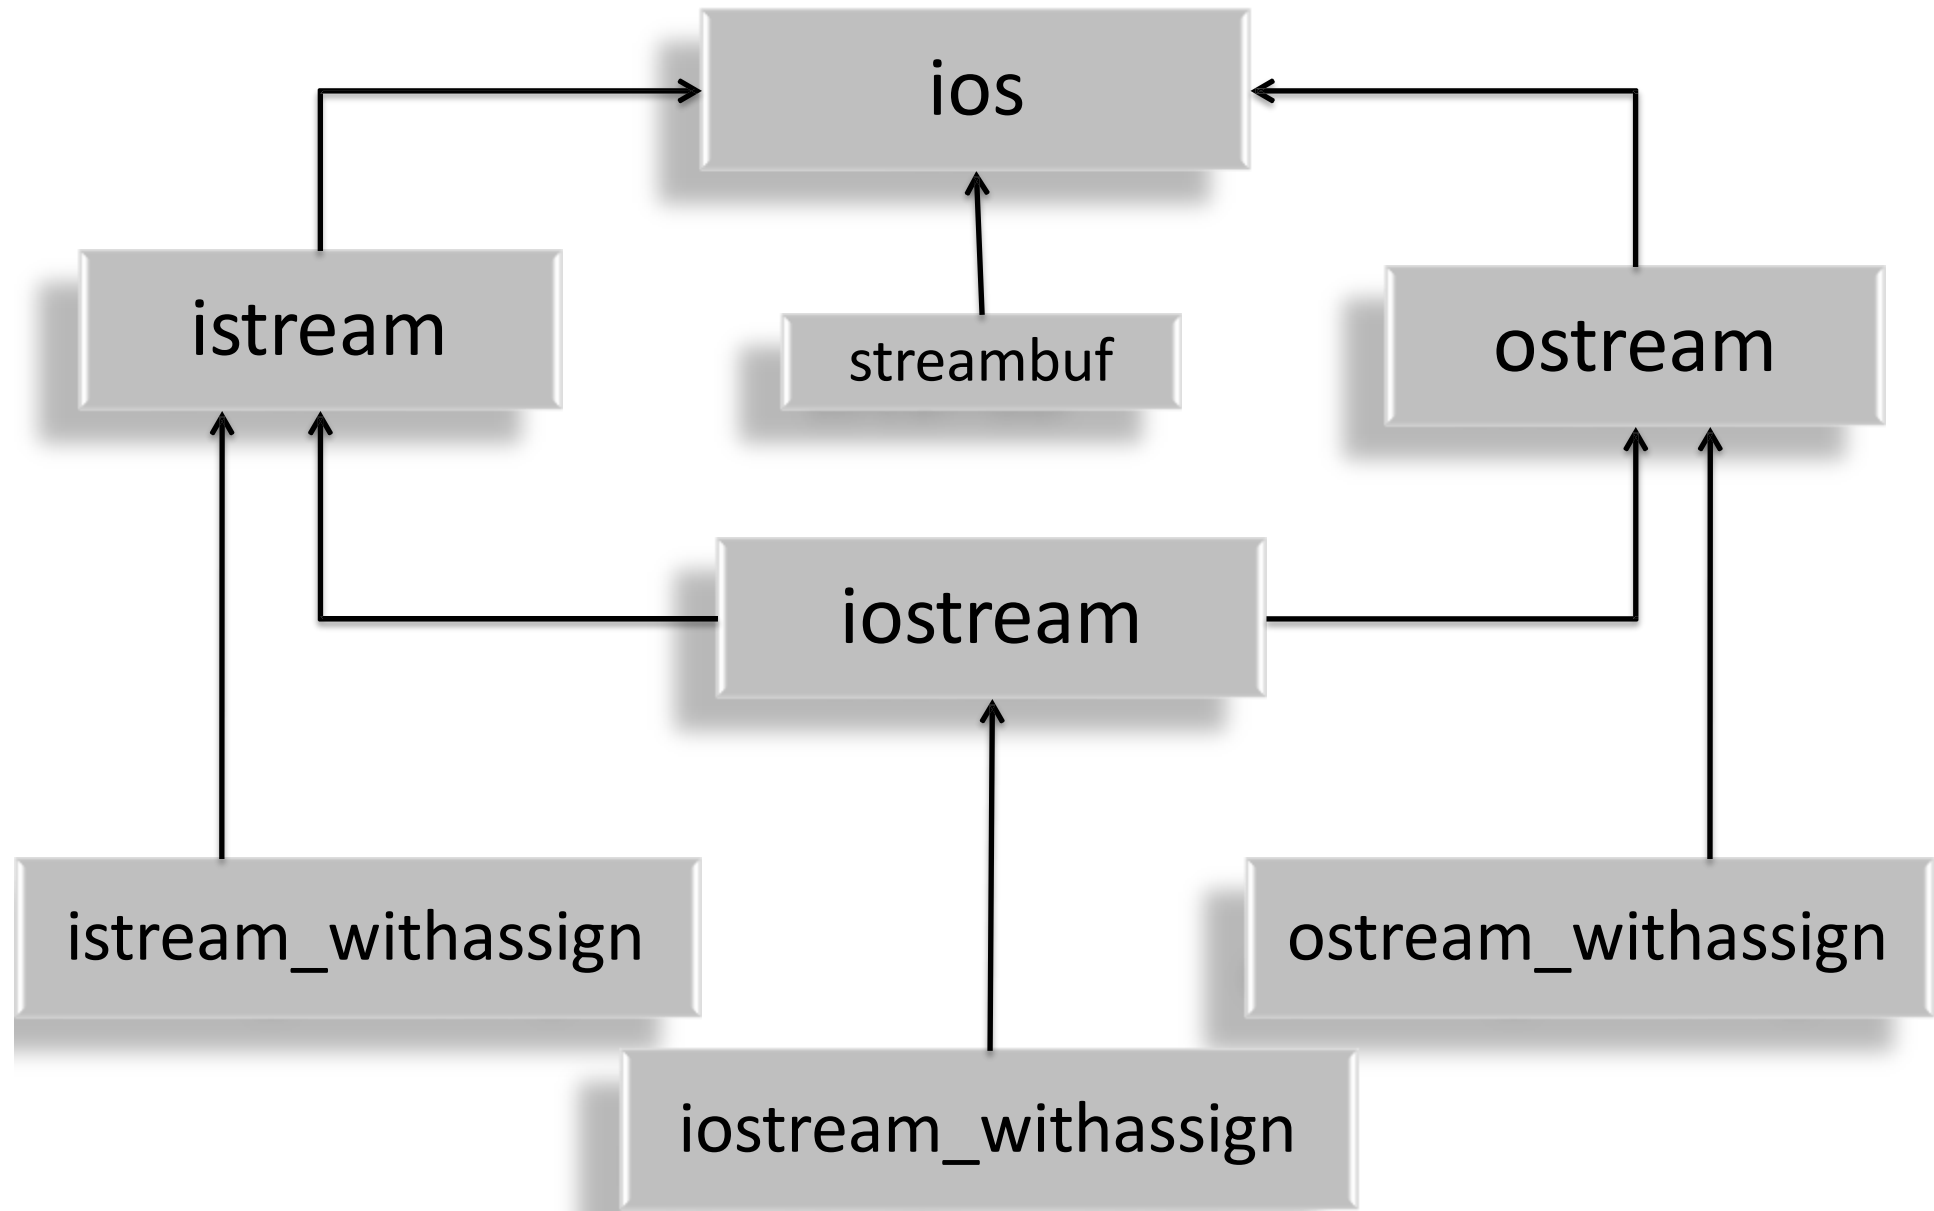 ios
istream
streambuf
ostream
iostream
istream_withassign
ostream_withassign
iostream_withassign